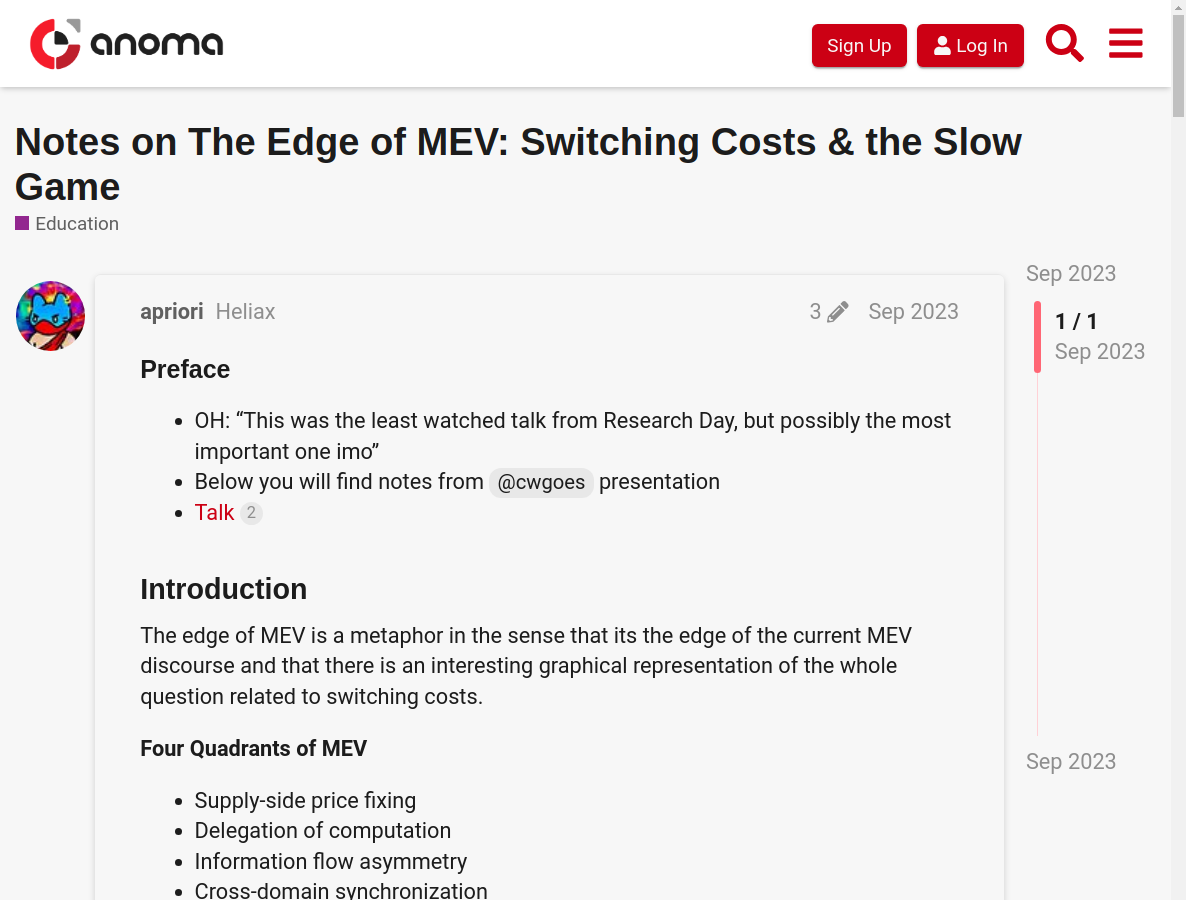 anoma
Sign Up
Log In
Notes on The Edge of MEV: Switching Costs & the Slow
Game
Education
Sep 2023
apriori Heliax
3
Sep 2023
1 / 1
Sep 2023
Preface
OH: “This was the least watched talk from Research Day, but possibly the most
important one imo”
Below you will find notes from @cwgoes presentation
Talk 2
Introduction
The edge of MEV is a metaphor in the sense that its the edge of the current MEV
discourse and that there is an interesting graphical representation of the whole
question related to switching costs.
Four Quadrants of MEV
Sep 2023
Supply-side price fixing
Delegation of computation
Information flow asymmetry
Cross-domain synchronization